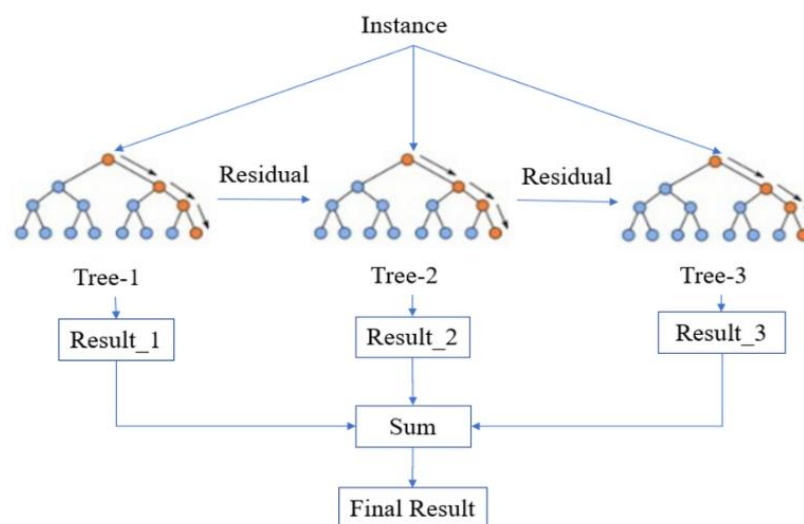 Instance
Residual
Residual
Tree-1
Tree-2
Tree-3
Result_1
Result_2
Result_3
Sum
Final Result